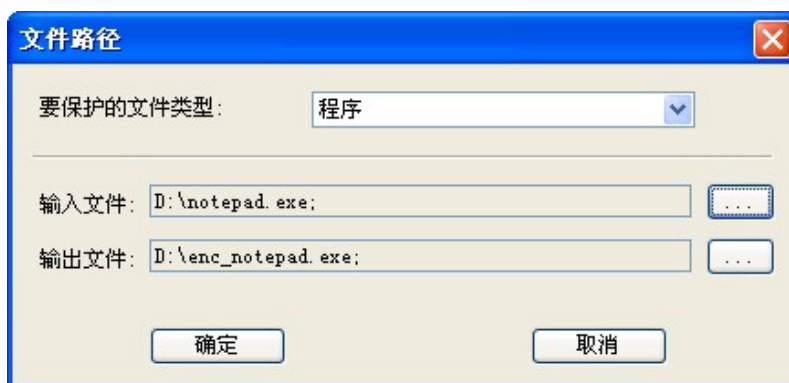 文件路径
要保护的文件类型: 程序
输入文件: D:\notepad.exe; ...
输出文件: D:\enc_notepad.exe; ...
确定 取消